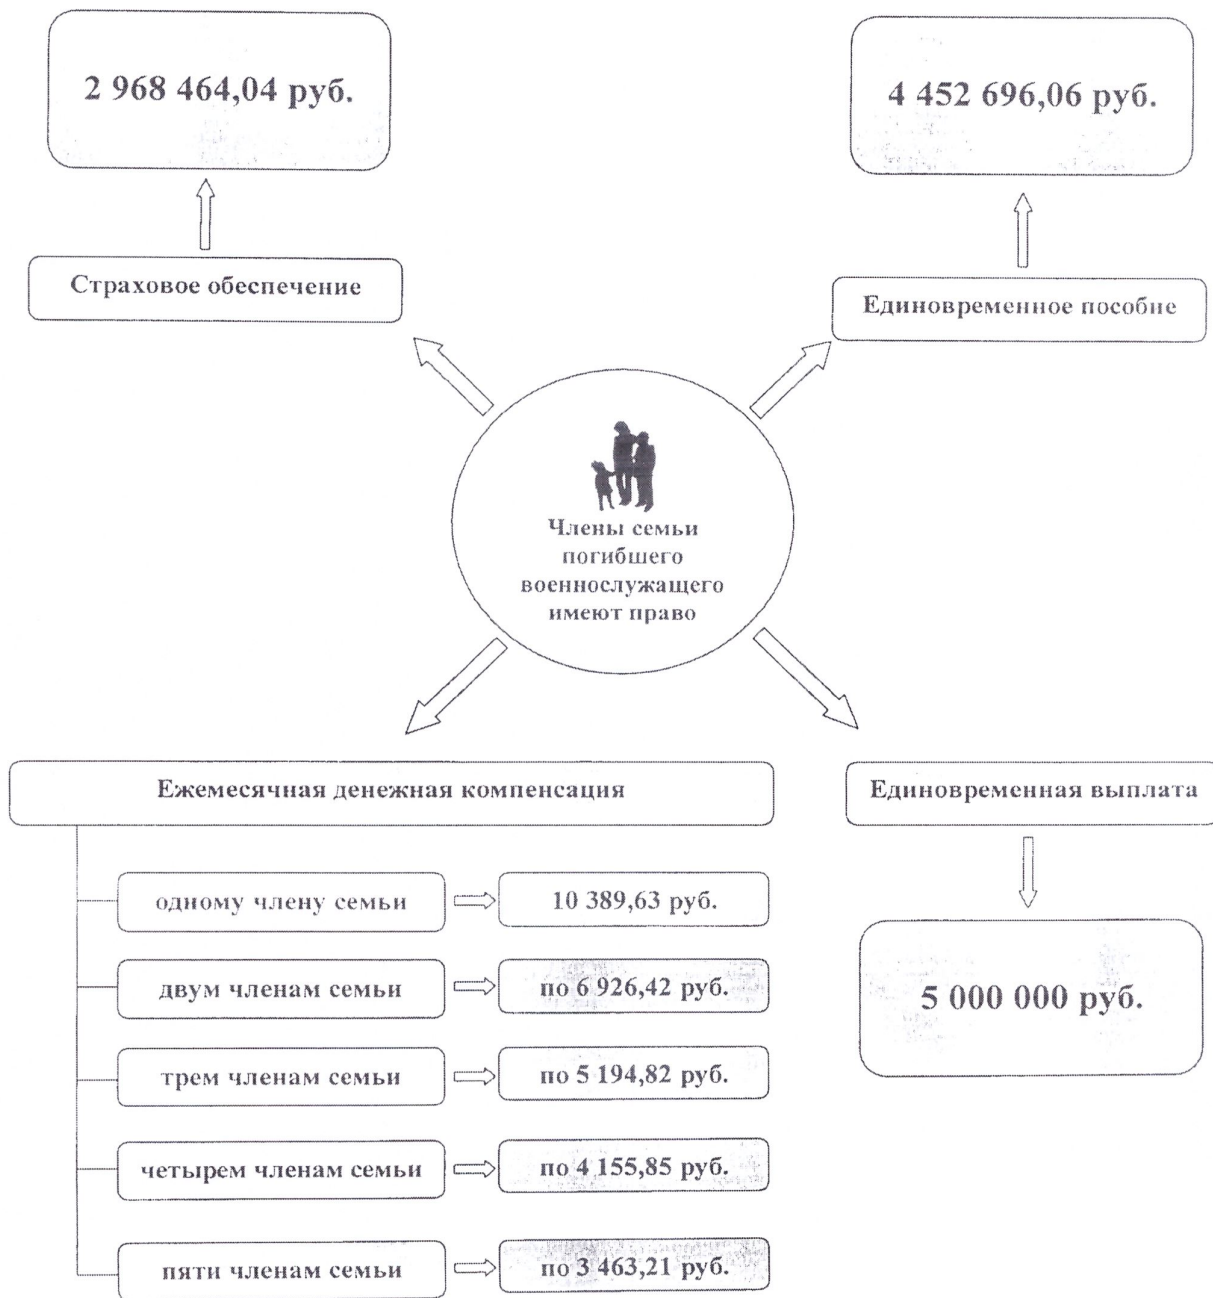 2 968 464,04 руб.
4 452 696,06 руб.
Страховое обеспечение
Единовременное пособие
Члены семьи
погибшего
военнослужащего
имеют право
Ежемесячная денежная компенсация
одному члену семьи
10 389,63 руб.
двум членам семьи
по 6 926,42 руб.
трем членам семьи
по 5 194,82 руб.
четырем членам семьи
по 4 155,85 руб.
пяти членам семьи
по 3 463,21 руб.
Единовременная выплата
5 000 000 руб.